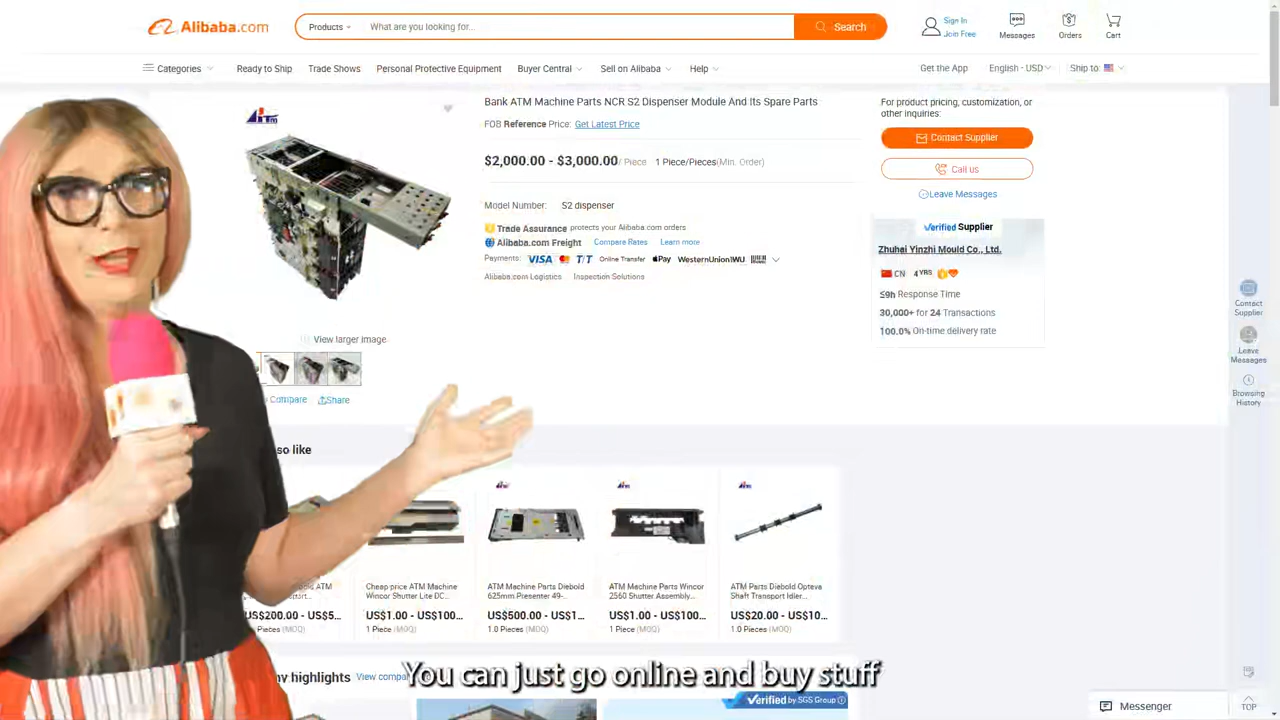 Alibaba.com
Products
What are you looking for...
Search
Sign In
Join Free
Messages
Orders
Cart
Categories
Ready to Ship
Trade Shows
Personal Protective Equipment
Buyer Central
Sell on Alibaba
Help
Get the App
English - USD
Ship to:
Bank ATM Machine Parts NCR S2 Dispenser Module And Its Spare Parts
FOB Reference Price: Get Latest Price
$2,000.00 - $3,000.00 / Piece 1 Piece/Pieces(Min. Order)
Model Number: S2 dispenser
Trade Assurance protects your Alibaba.com orders
Alibaba.com Freight Compare Rates Learn more
Payments: VISA T/T Online Transfer Pay WesternUnion WU
Alibaba.com Logistics Inspection Solutions
View larger image
Compare Share
For product pricing, customization, or
other inquiries:
Contact Supplier
Call us
Leave Messages
Verified Supplier
Zhuhai Yinzhi Mould Co., Ltd.
CN 4YRS
≤9h Response Time
30,000+ for 24 Transactions
100.0% On-time delivery rate
Contact
Supplier
Leave
Messages
Browsing
History
so like
ATM
Cheap price ATM Machine
Wincor Shutter Lite DC...
US$200.00 - US$5...
Pieces (MOQ)
US$1.00 - US$100...
1 Piece (MOQ)
ATM Machine Parts Diebold
625mm Presenter 49-...
US$500.00 - US$1...
1.0 Pieces (MOQ)
ATM Machine Parts Wincor
2560 Shutter Assembly...
US$1.00 - US$100...
1 Piece (MOQ)
ATM Parts Diebold Opteva
Shaft Transport Idler...
US$20.00 - US$10...
1.0 Pieces (MOQ)
highlights
View
You can just go online and buy stuff
Verified by SGS Group
Messenger
TOP